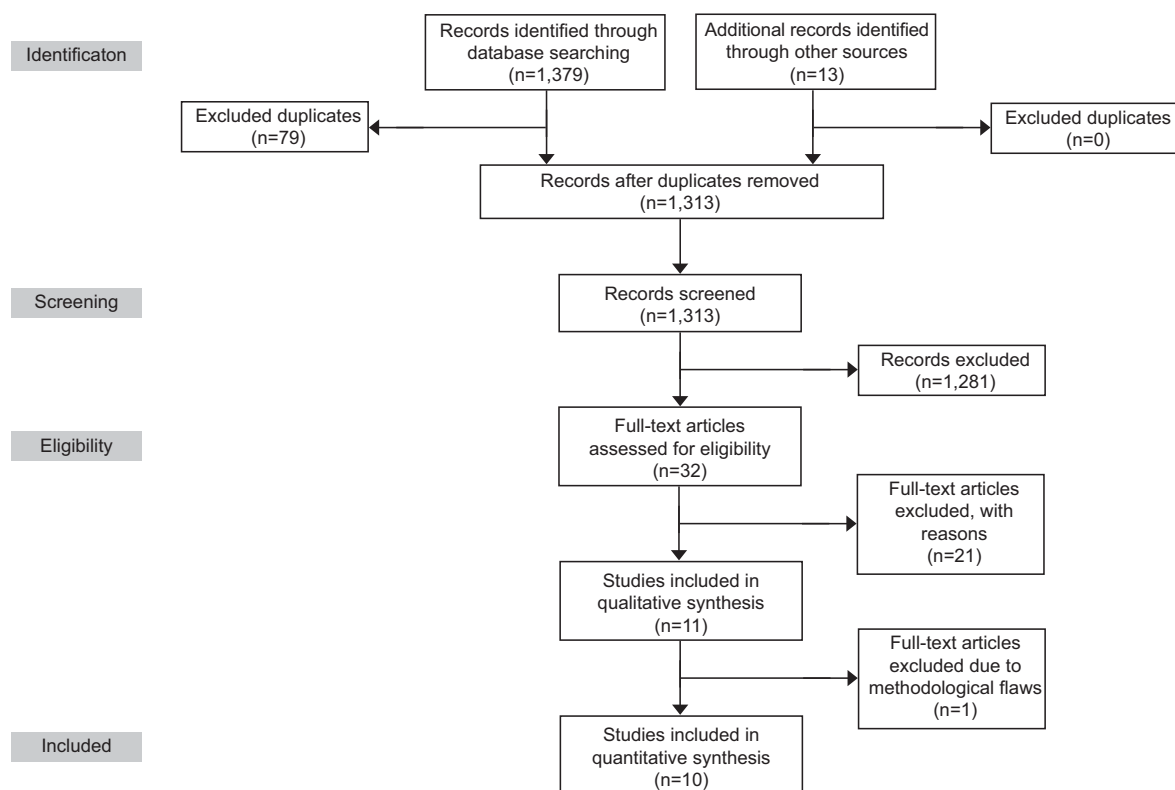 Identificaton
Records identified through
database searching
(n=1,379)
Additional records identified
through other sources
(n=13)
Excluded duplicates
(n=79)
Excluded duplicates
(n=0)
Records after duplicates removed
(n=1,313)
Screening
Records screened
(n=1,313)
Records excluded
(n=1,281)
Eligibility
Full-text articles
assessed for eligibility
(n=32)
Full-text articles
excluded, with
reasons
(n=21)
Studies included in
qualitative synthesis
(n=11)
Full-text articles
excluded due to
methodological flaws
(n=1)
Included
Studies included in
quantitative synthesis
(n=10)